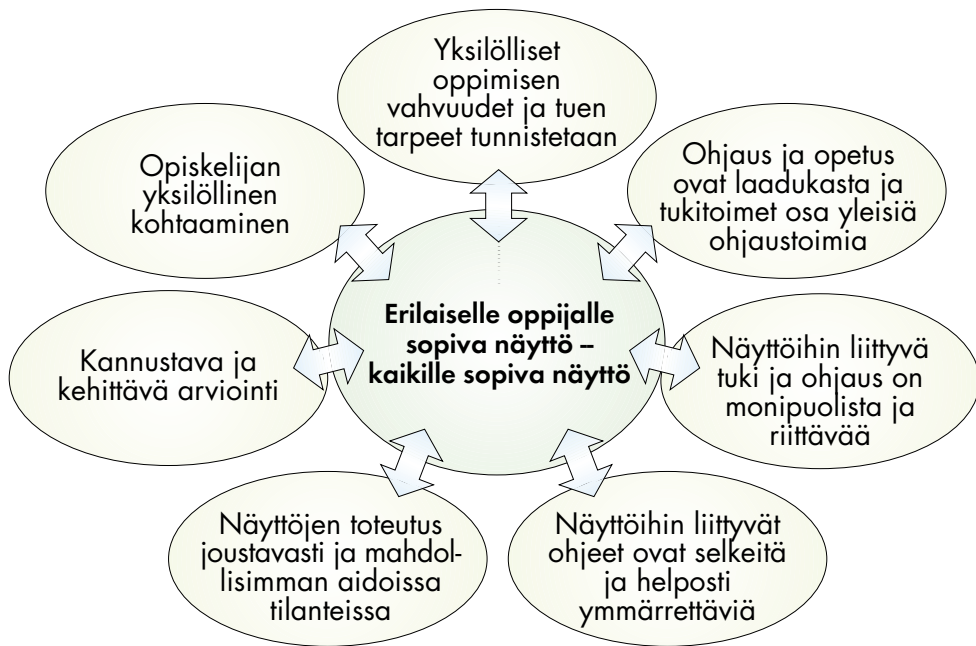 Yksilölliset
oppimisen
vahvuudet ja tuen
tarpeet tunnistetaan
Opiskelijan
yksilöllinen
kohtaaminen
Ohjaus ja opetus
ovat laadukasta ja
tukitoimet osa yleisiä
ohjaustoimia
Erilaiselle oppijalle
sopiva näyttö –
kaikille sopiva näyttö
Kannustava ja
kehittävä arviointi
Näyttöihin liittyvä
tuki ja ohjaus on
monipuolista ja
riittävää
Näyttöjen toteutus
joustavasti ja mahdol-
lisimman aidoissa
tilanteissa
Näyttöihin liittyvät
ohjeet ovat selkeitä
ja helposti
ymmärrettäviä